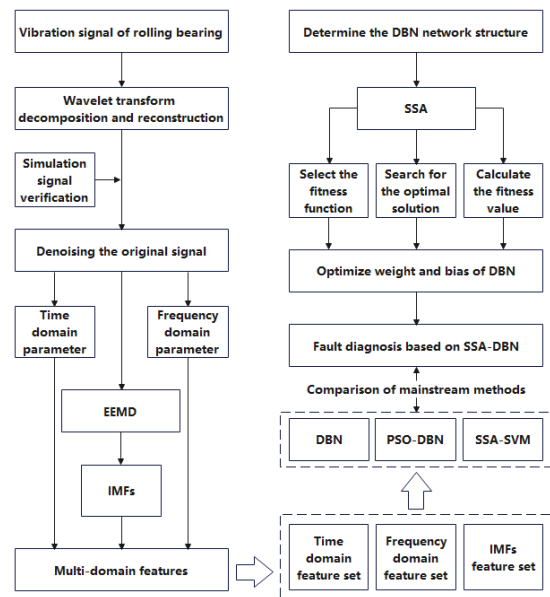 Vibration signal of rolling bearing
Wavelet transform
decomposition and reconstruction
Simulation
signal
verification
Denoising the original signal
Time
domain
parameter
Frequency
domain
parameter
EEMD
IMFs
Multi-domain features
Determine the DBN network structure
SSA
Select the
fitness
function
Search for
the optimal
solution
Calculate
the fitness
value
Optimize weight and bias of DBN
Fault diagnosis based on SSA-DBN
Comparison of mainstream methods
DBN
PSO-DBN
SSA-SVM
Time
domain
feature set
Frequency
domain
feature set
IMFs
feature set